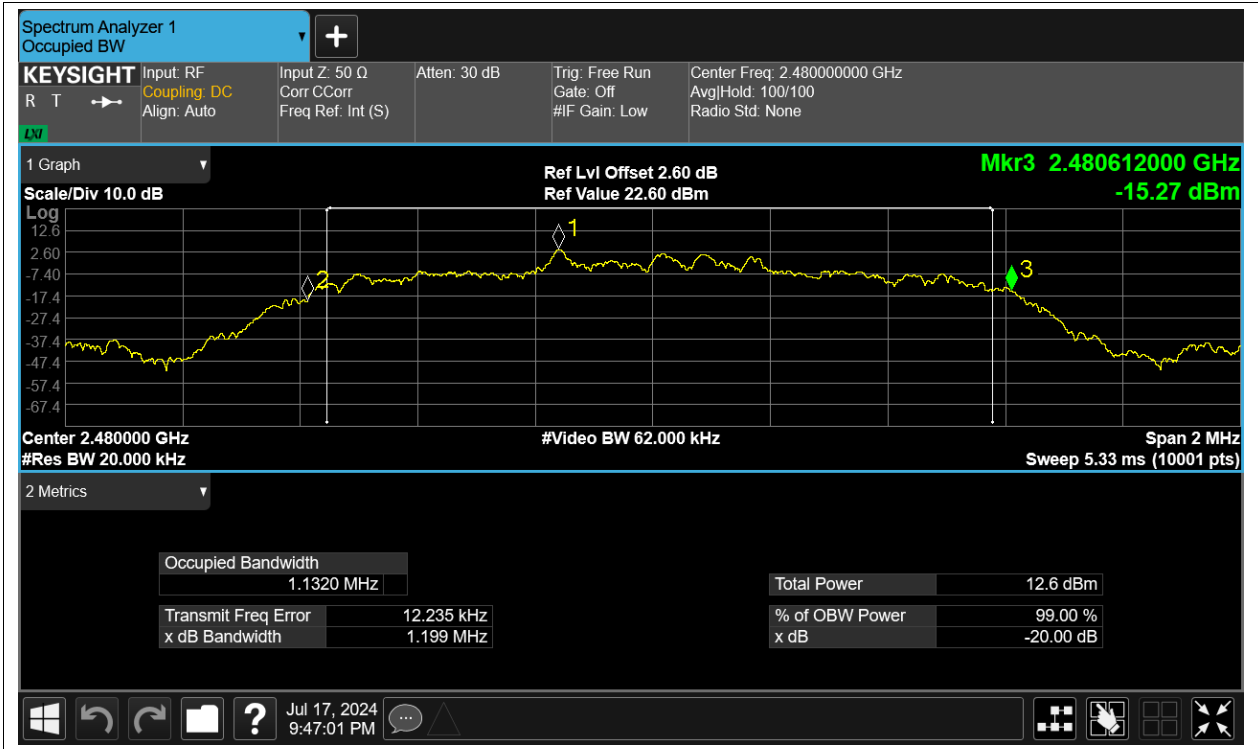 Spectrum Analyzer 1
Occupied BW
KEYSIGHT
R T
LXI
Input: RF
Coupling: DC
Align: Auto
Input Z: 50 Ω
Corr CCorr
Freq Ref: Int (S)
Atten: 30 dB
Trig: Free Run
Gate: Off
#IF Gain: Low
Center Freq: 2.480000000 GHz
Avg|Hold: 100/100
Radio Std: None
1 Graph
Scale/Div 10.0 dB
Ref Lvl Offset 2.60 dB
Ref Value 22.60 dBm
Mkr3 2.480612000 GHz
-15.27 dBm
Log
12.6
2.60
-7.40
-17.4
-27.4
-37.4
-47.4
-57.4
-67.4
1
2
3
Center 2.480000 GHz
#Res BW 20.000 kHz
#Video BW 62.000 kHz
Span 2 MHz
Sweep 5.33 ms (10001 pts)
2 Metrics
Occupied Bandwidth
1.1320 MHz
Transmit Freq Error 12.235 kHz
x dB Bandwidth 1.199 MHz
Total Power 12.6 dBm
% of OBW Power 99.00 %
x dB -20.00 dB
?
Jul 17, 2024
9:47:01 PM